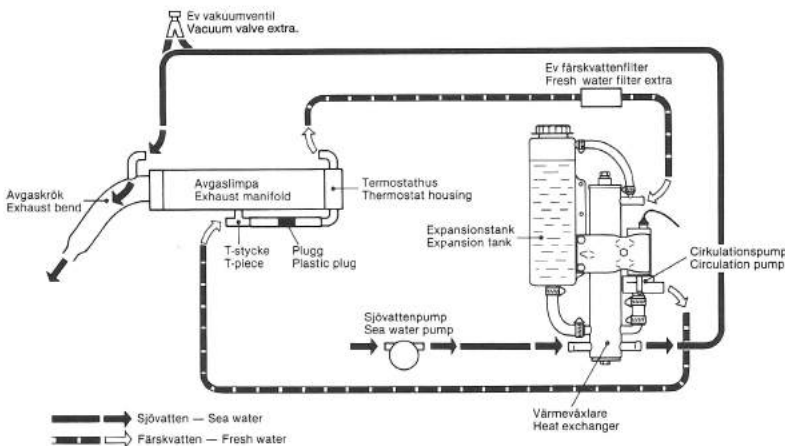 Ev vakuumventil
Vacuum valve extra.
Ev färskvattenfilter
Fresh water filter extra
Avgaskrök
Exhaust bend
Avgaslimpa
Exhaust manifold
Termostathus
Thermostat housing
T-stycke
T-piece
Plugg
Plastic plug
Expansionstank
Expansion tank
Cirkulationspump
Circulation pump
Sjövattenpump
Sea water pump
Värmeväxlare
Heat exchanger
Sjövatten — Sea water
Färskvatten — Fresh water